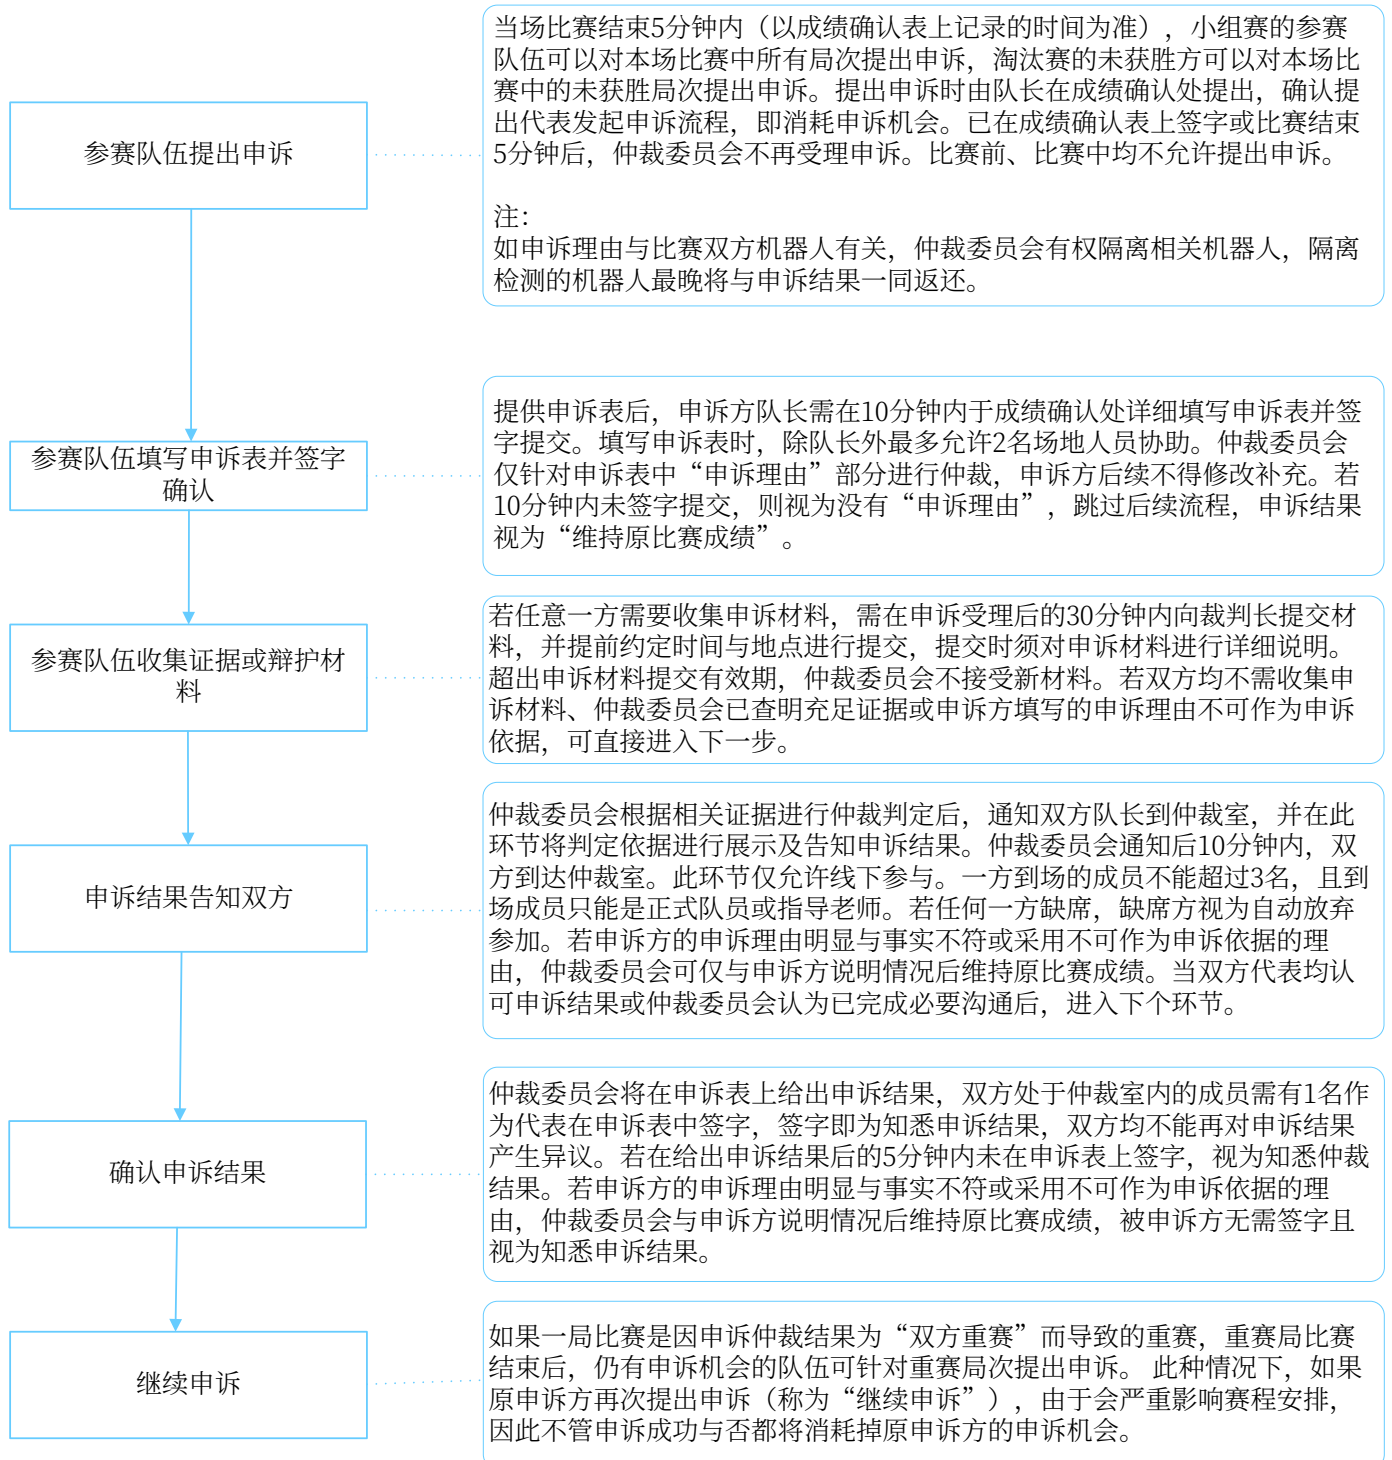 参赛队伍提出申诉
当场比赛结束5分钟内（以成绩确认表上记录的时间为准），小组赛的参赛
队伍可以对本场比赛中所有局次提出申诉，淘汰赛的未获胜方可以对本场比
赛中的未获胜局次提出申诉。提出申诉时由队长在成绩确认处提出，确认提
出代表发起申诉流程，即消耗申诉机会。已在成绩确认表上签字或比赛结束
5分钟后，仲裁委员会不再受理申诉。比赛前、比赛中均不允许提出申诉。
注：
如申诉理由与比赛双方机器人有关，仲裁委员会有权隔离相关机器人，隔离
检测的机器人最晚将与申诉结果一同返还。
参赛队伍填写申诉表并签字
确认
提供申诉表后，申诉方队长需在10分钟内于成绩确认处详细填写申诉表并签
字提交。填写申诉表时，除队长外最多允许2名场地人员协助。仲裁委员会
仅针对申诉表中“申诉理由”部分进行仲裁，申诉方后续不得修改补充。若
10分钟内未签字提交，则视为没有“申诉理由”，跳过后续流程，申诉结果
视为“维持原比赛成绩”。
参赛队伍收集证据或辩护材
料
若任意一方需要收集申诉材料，需在申诉受理后的30分钟内向裁判长提交材
料，并提前约定时间与地点进行提交，提交时须对申诉材料进行详细说明。
超出申诉材料提交有效期，仲裁委员会不接受新材料。若双方均不需收集申
诉材料、仲裁委员会已查明充足证据或申诉方填写的申诉理由不可作为申诉
依据，可直接进入下一步。
申诉结果告知双方
仲裁委员会根据相关证据进行仲裁判定后，通知双方队长到仲裁室，并在此
环节将判定依据进行展示及告知申诉结果。仲裁委员会通知后10分钟内，双
方到达仲裁室。此环节仅允许线下参与。一方到场的成员不能超过3名，且到
场成员只能是正式队员或指导老师。若任何一方缺席，缺席方视为自动放弃
参加。若申诉方的申诉理由明显与事实不符或采用不可作为申诉依据的理
由，仲裁委员会可仅与申诉方说明情况后维持原比赛成绩。当双方代表均认
可申诉结果或仲裁委员会认为已完成必要沟通后，进入下个环节。
确认申诉结果
仲裁委员会将在申诉表上给出申诉结果，双方处于仲裁室内的成员需有1名作
为代表在申诉表中签字，签字即为知悉申诉结果，双方均不能再对申诉结果
产生异议。若在给出申诉结果后的5分钟内未在申诉表上签字，视为知悉仲裁
结果。若申诉方的申诉理由明显与事实不符或采用不可作为申诉依据的理
由，仲裁委员会与申诉方说明情况后维持原比赛成绩，被申诉方无需签字且
视为知悉申诉结果。
继续申诉
如果一局比赛是因申诉仲裁结果为“双方重赛”而导致的重赛，重赛局比赛
结束后，仍有申诉机会的队伍可针对重赛局次提出申诉。 此种情况下，如果
原申诉方再次提出申诉（称为“继续申诉”），由于会严重影响赛程安排，
因此不管申诉成功与否都将消耗掉原申诉方的申诉机会。